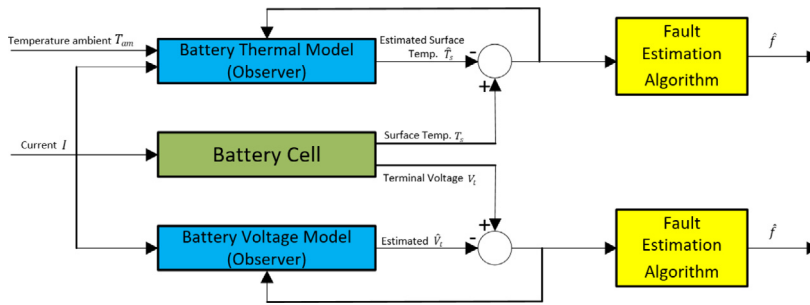 Temperature ambient T_am
Battery Thermal Model
(Observer)
Estimated Surface
Temp. T̂_s
-
+
Fault
Estimation
Algorithm
f̂
Current I
Battery Cell
Surface Temp. T_s
Terminal Voltage V_t
Battery Voltage Model
(Observer)
Estimated V̂_t
+
-
Fault
Estimation
Algorithm
f̂